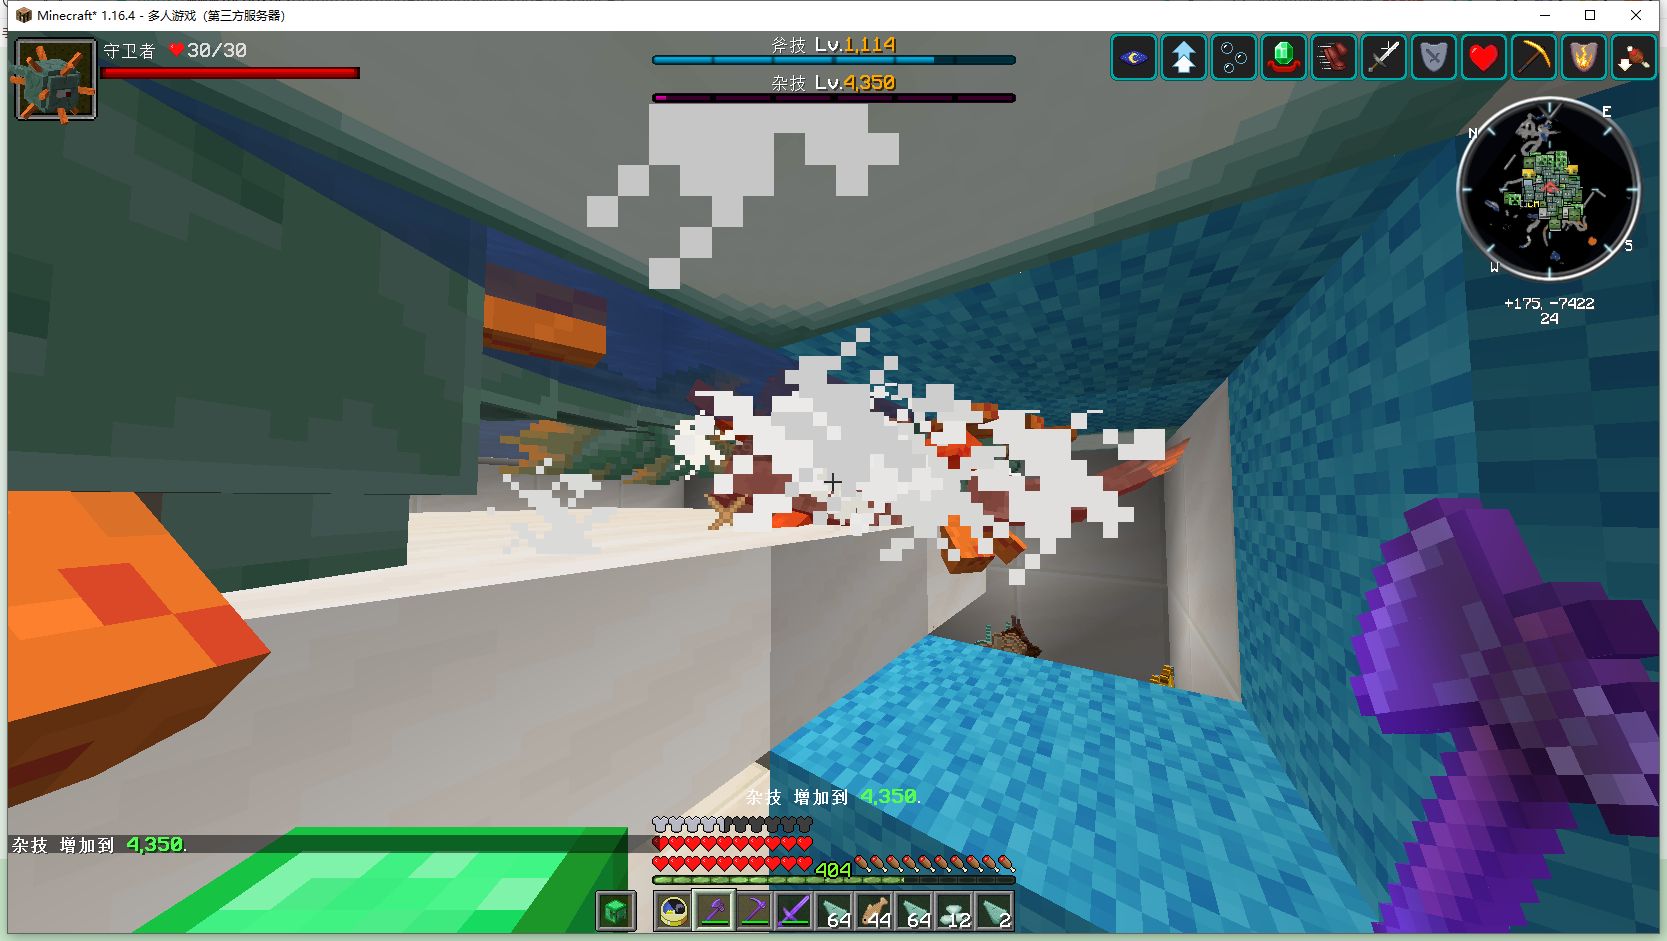 Minecraft* 1.16.4 - 多人游戏（第三方服务器）
守卫者 30/30
斧技 Lv.1,114
杂技 Lv.4,350
N
E
S
W
+175, -7422
24
杂技 增加到 4,350.
杂技 增加到 4,350.
404
64
44
64
12
2